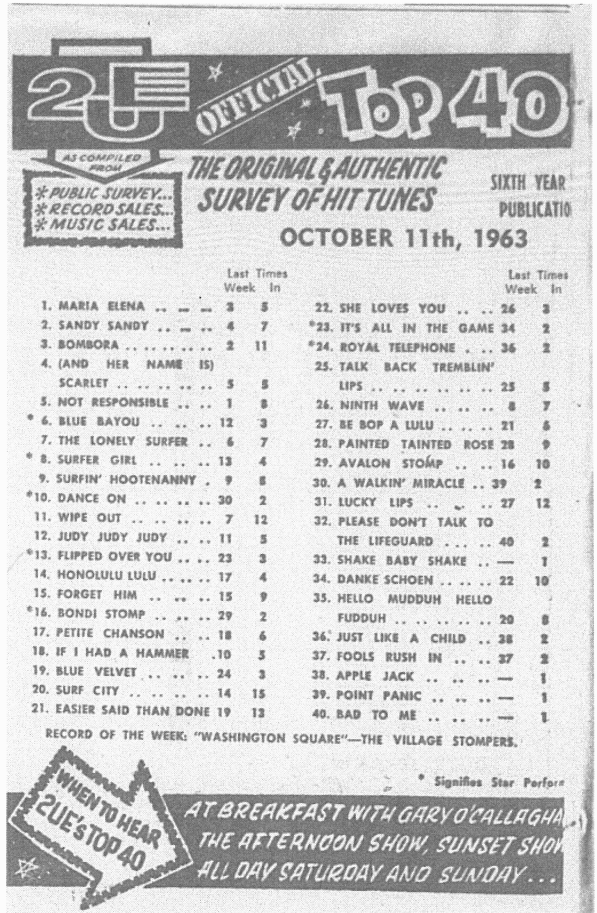 2UE OFFICIAL TOP 40
AS COMPILED
FROM
* PUBLIC SURVEY...
* RECORD SALES...
* MUSIC SALES...
THE ORIGINAL & AUTHENTIC
SURVEY OF HIT TUNES
SIXTH YEAR
PUBLICATIO
OCTOBER 11th, 1963
Last Times
Week In
1. MARIA ELENA .. .. .. 3 5
2. SANDY SANDY .. .. .. 4 7
3. BOMBORA .. .. .. .. 2 11
4. (AND HER NAME IS)
SCARLET .. .. .. .. 5 5
5. NOT RESPONSIBLE .. .. 1 8
* 6. BLUE BAYOU .. .. .. 12 3
7. THE LONELY SURFER .. 6 7
* 8. SURFER GIRL .. .. .. 13 4
9. SURFIN' HOOTENANNY . 9 8
*10. DANCE ON .. .. .. .. 30 2
11. WIPE OUT .. .. .. .. 7 12
12. JUDY JUDY JUDY .. .. 11 5
*13. FLIPPED OVER YOU .. .. 23 3
14. HONOLULU LULU .. .. .. 17 4
15. FORGET HIM .. .. .. 15 9
*16. BONDI STOMP .. .. .. 29 2
17. PETITE CHANSON .. .. 18 6
18. IF I HAD A HAMMER .10 5
19. BLUE VELVET .. .. .. 24 3
20. SURF CITY .. .. .. .. 14 15
21. EASIER SAID THAN DONE 19 13
Last Times
Week In
22. SHE LOVES YOU .. .. 26 3
*23. IT'S ALL IN THE GAME 34 2
*24. ROYAL TELEPHONE . .. 36 2
25. TALK BACK TREMBLIN'
LIPS .. .. .. .. .. 25 5
26. NINTH WAVE .. .. .. 8 7
27. BE BOP A LULU .. .. .. 21 6
28. PAINTED TAINTED ROSE 28 9
29. AVALON STOMP .. .. 16 10
30. A WALKIN' MIRACLE .. 39 2
31. LUCKY LIPS .. .. .. 27 12
32. PLEASE DON'T TALK TO
THE LIFEGUARD .. .. .. 40 2
33. SHAKE BABY SHAKE .. — 1
34. DANKE SCHOEN .. .. .. 22 10
35. HELLO MUDDUH HELLO
FUDDUH .. .. .. .. .. 20 8
36. JUST LIKE A CHILD .. 38 2
37. FOOLS RUSH IN .. .. 37 2
38. APPLE JACK .. .. .. — 1
39. POINT PANIC .. .. .. — 1
40. BAD TO ME .. .. .. — 1
RECORD OF THE WEEK: "WASHINGTON SQUARE"—THE VILLAGE STOMPERS.
* Signifies Star Perform
WHEN TO HEAR
2UE'S TOP 40
AT BREAKFAST WITH GARY O'CALLAGHA
THE AFTERNOON SHOW, SUNSET SHOW
ALL DAY SATURDAY AND SUNDAY...